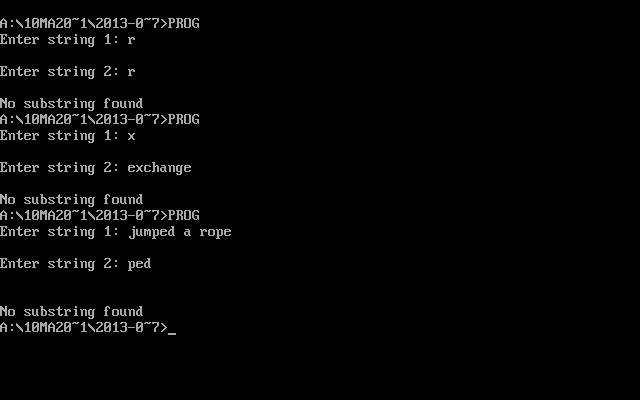 A:\10MA20~1\2013-0~7>PROG
Enter string 1: r
Enter string 2: r
No substring found
A:\10MA20~1\2013-0~7>PROG
Enter string 1: x
Enter string 2: exchange
No substring found
A:\10MA20~1\2013-0~7>PROG
Enter string 1: jumped a rope
Enter string 2: ped
No substring found
A:\10MA20~1\2013-0~7>_